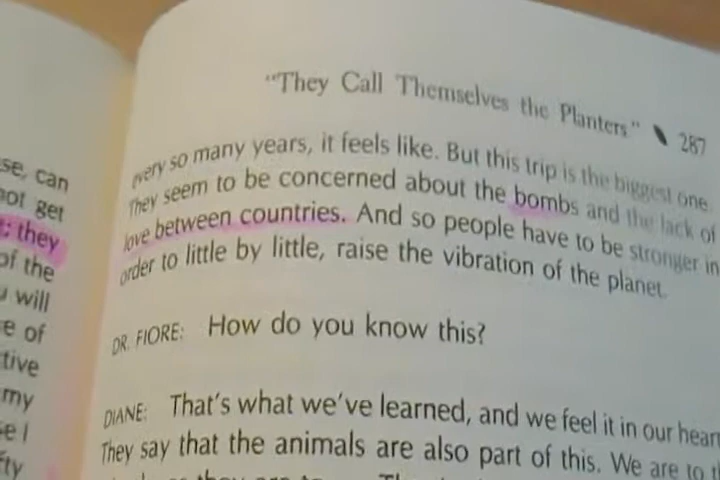 se, can
not get
t: they
of the
u will
e of
tive
my
se I
fty
"They Call Themselves the Planters" 287
every so many years, it feels like. But this trip is the biggest one.
They seem to be concerned about the bombs and the lack of
love between countries. And so people have to be stronger in
order to little by little, raise the vibration of the planet.
DR. FIORE: How do you know this?
DIANE: That's what we've learned, and we feel it in our hear
They say that the animals are also part of this. We are to